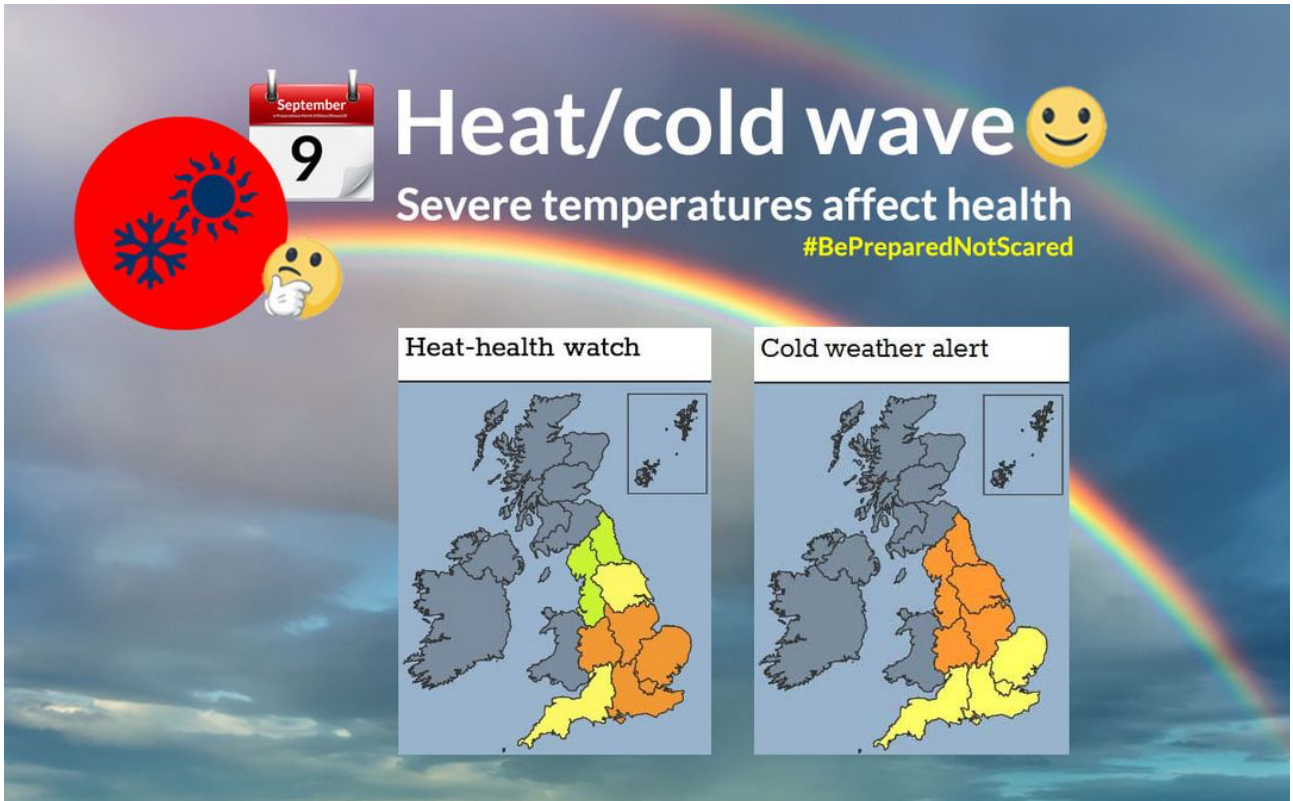 September
9
Heat/cold wave
Severe temperatures affect health
#BePreparedNotScared
Heat-health watch
Cold weather alert